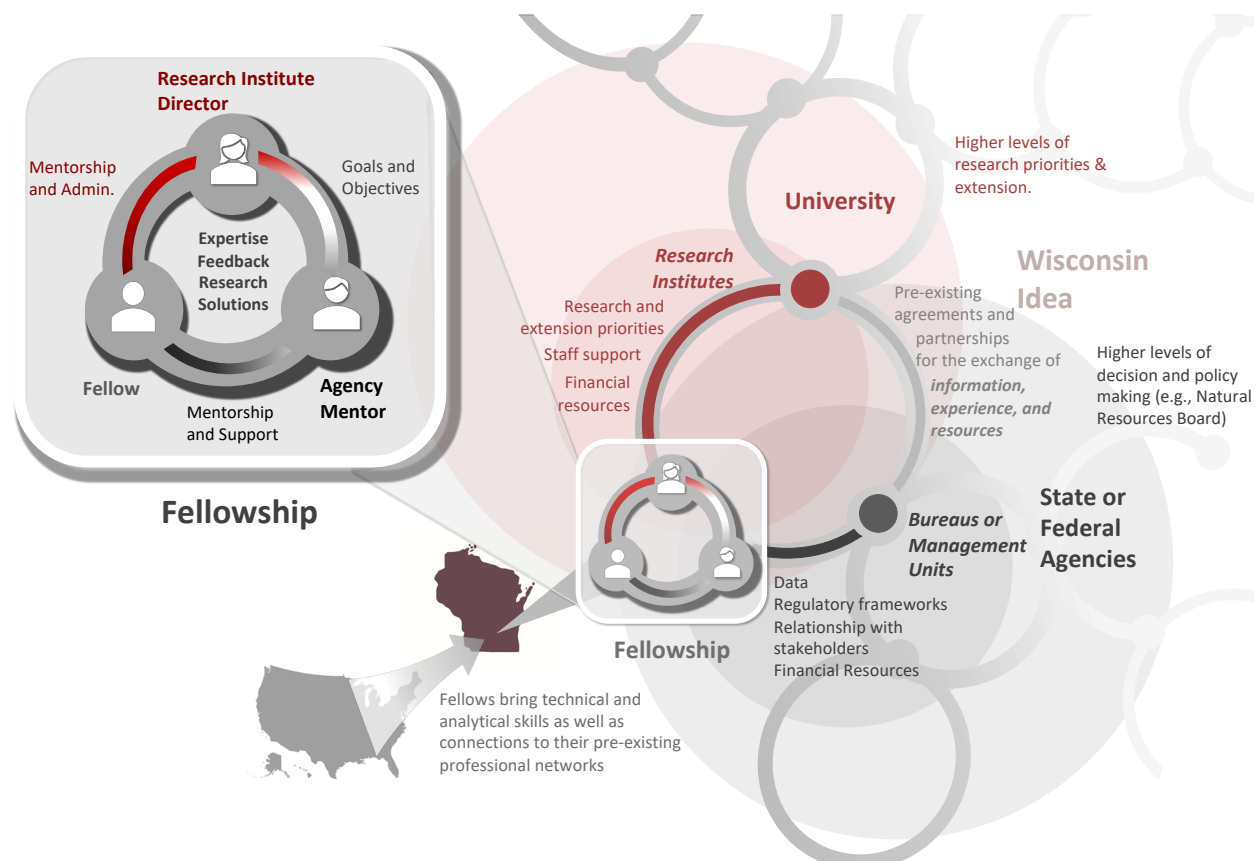 Research Institute
Director
Mentorship
and Admin.
Goals and
Objectives
Expertise
Feedback
Research
Solutions
Fellow
Agency
Mentor
Mentorship
and Support
Fellowship
Higher levels of
research priorities &
extension.
University
Research
Institutes
Wisconsin
Idea
Research and
extension priorities
Staff support
Financial
resources
Pre-existing
agreements and
partnerships
for the exchange of
information,
experience, and
resources
Higher levels of
decision and policy
making (e.g., Natural
Resources Board)
State or
Federal
Agencies
Bureaus or
Management
Units
Data
Regulatory frameworks
Relationship with
stakeholders
Financial Resources
Fellowship
Fellows bring technical and
analytical skills as well as
connections to their pre-existing
professional networks